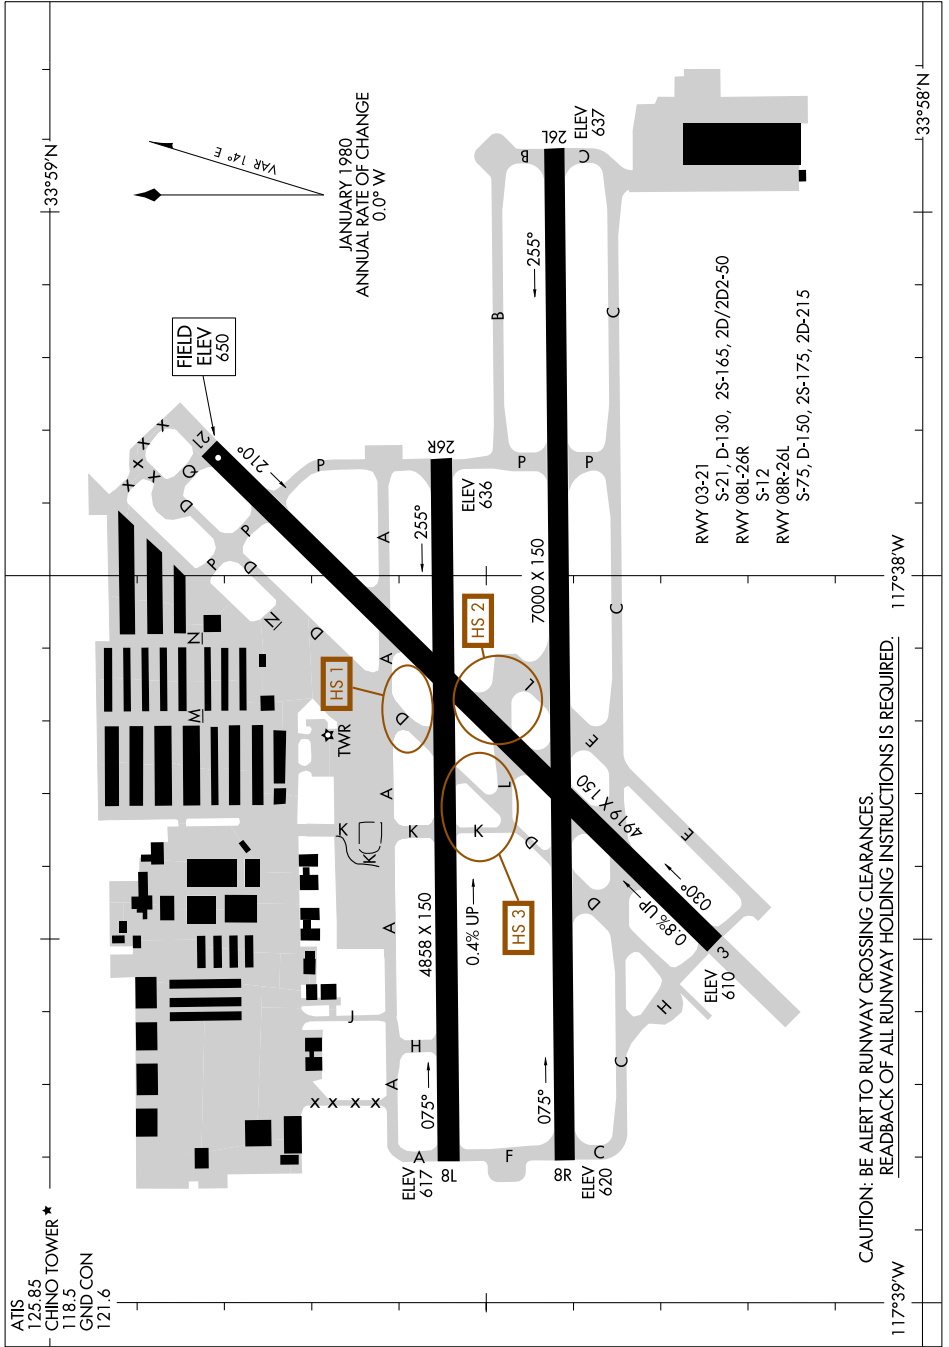 ATIS
125.85
CHINO TOWER
118.5
GND CON
121.6
33°59'N
33°58'N
VAR 14° E
JANUARY 1980
ANNUAL RATE OF CHANGE
0.0° W
FIELD
ELEV
650
21
210°
Q
D
P
P
D
D
P
N
N
M
HS 1
TWR
K
K
K
J
H
A
A
A
A
A
A
A
D
26R
ELEV
636
255°
4858 X 150
0.4% UP
075°
ELEV
617
8L
HS 2
HS 3
L
L
K
D
E
E
D
F
P
P
B
B
C
C
C
C
C
H
26L
ELEV
637
255°
7000 X 150
075°
8R
ELEV
620
4919 X 150
030°
0.8% UP
3
ELEV
610
RWY 03-21
S-21, D-130, 2S-165, 2D/2D2-50
RWY 08L-26R
S-12
RWY 08R-26L
S-75, D-150, 2S-175, 2D-215
117°38'W
117°39'W
CAUTION: BE ALERT TO RUNWAY CROSSING CLEARANCES.
READBACK OF ALL RUNWAY HOLDING INSTRUCTIONS IS REQUIRED.
X X X X X
X X X X